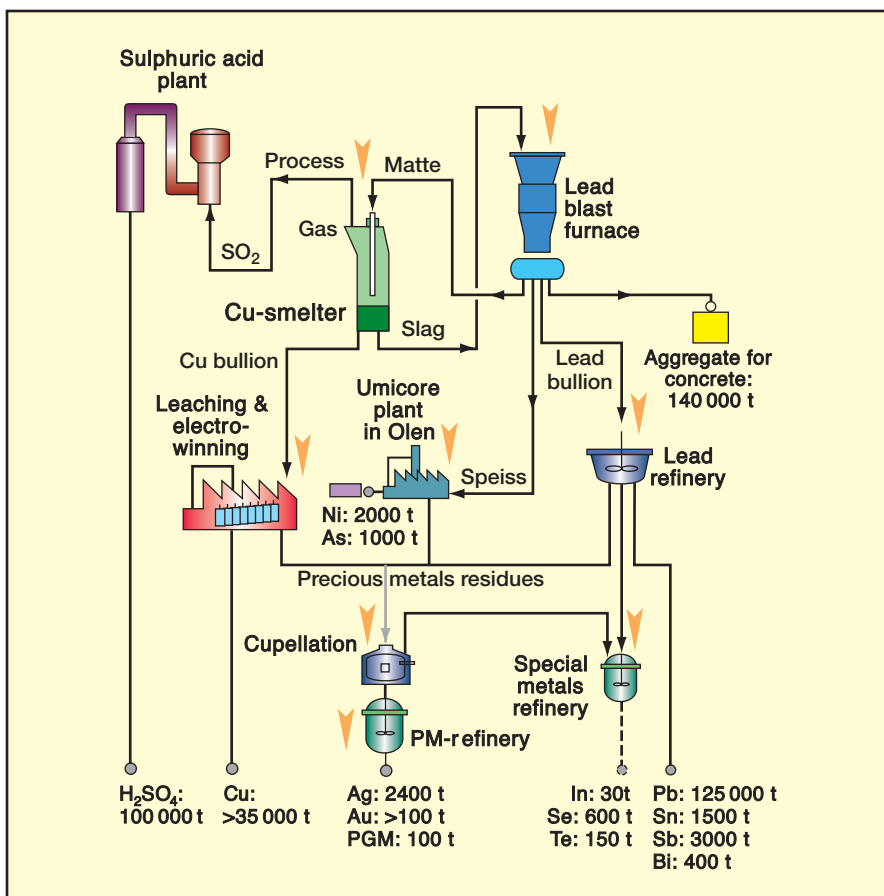 Sulphuric acid
plant
Process
Matte
Gas
SO₂
Lead
blast
furnace
Cu-smelter
Slag
Cu bullion
Lead
bullion
Aggregate for
concrete:
140 000 t
Umicore
plant
in Olen
Leaching &
electro-
winning
Speiss
Lead
refinery
Ni: 2000 t
As: 1000 t
Precious metals residues
Cupellation
Special
metals
refinery
PM-refinery
H₂SO₄:
100 000 t
Cu:
>35 000 t
Ag: 2400 t
Au: >100 t
PGM: 100 t
In: 30t
Se: 600 t
Te: 150 t
Pb: 125 000 t
Sn: 1500 t
Sb: 3000 t
Bi: 400 t